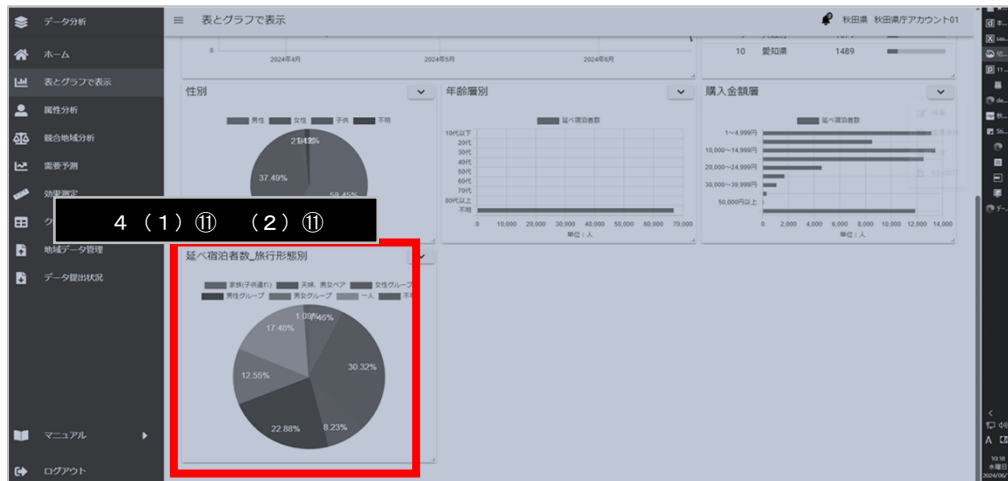 データ分析
表とグラフで表示
秋田県 秋田県庁アカウント01
ホーム
表とグラフで表示
属性分析
競合地域分析
需要予測
効果測定
地域データ管理
データ提出状況
マニュアル
ログアウト
0
2024年4月
2024年5月
2024年6月
10 愛知県 1489
性別
男性 女性 子供 不明
37.49%
年齢層別
延べ宿泊者数
10代以下
20代
30代
40代
50代
60代
70代
80代以上
不明
0 10,000 20,000 30,000 40,000 50,000 60,000 70,000
単位：人
購入金額層
延べ宿泊者数
1～4,999円
10,000～14,999円
20,000～24,999円
30,000～39,999円
50,000円以上
0 2,000 4,000 6,000 8,000 10,000 12,000 14,000
単位：人
4（1）⑪ （2）⑪
延べ宿泊者数_旅行形態別
家族(子供連れ) 夫婦、男女ペア 女性グループ
男性グループ 男女グループ 一人 不明
17.48%
30.32%
12.55%
22.88%
8.23%
10:18
水曜日